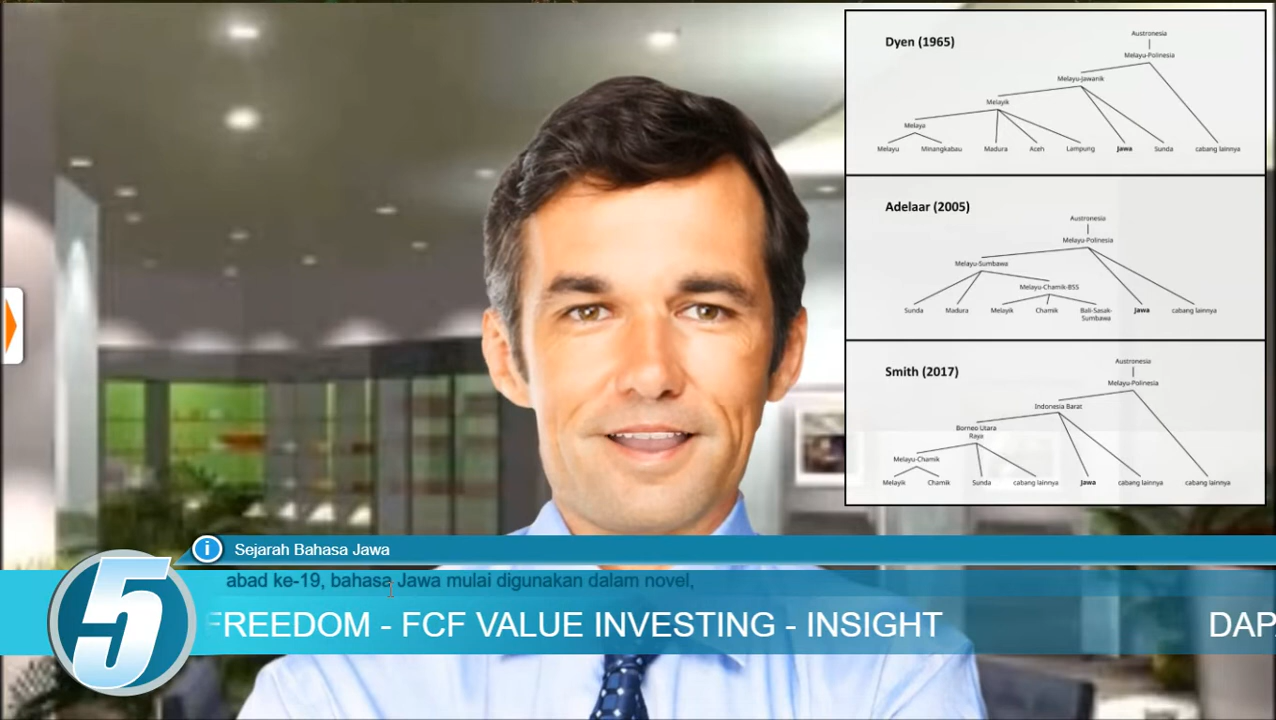 Dyen (1965)
Austronesia
Melayu-Polinesia
Melayu-Jawanik
Melayik
Melaya
Melayu Minangkabau Madura Aceh Lampung Jawa Sunda cabang lainnya
Adelaar (2005)
Austronesia
Melayu-Polinesia
Melayu-Sumbawa
Melayu-Chamik-BSS
Sunda Madura Melayik Chamik Bali-Sasak-Sumbawa Jawa cabang lainnya
Smith (2017)
Austronesia
Melayu-Polinesia
Indonesia Barat
Borneo Utara
Raya
Melayu-Chamik
Melayik Chamik Sunda cabang lainnya Jawa cabang lainnya cabang lainnya
i
Sejarah Bahasa Jawa
abad ke-19, bahasa Jawa mulai digunakan dalam novel,
5
FREEDOM - FCF VALUE INVESTING - INSIGHT DAP